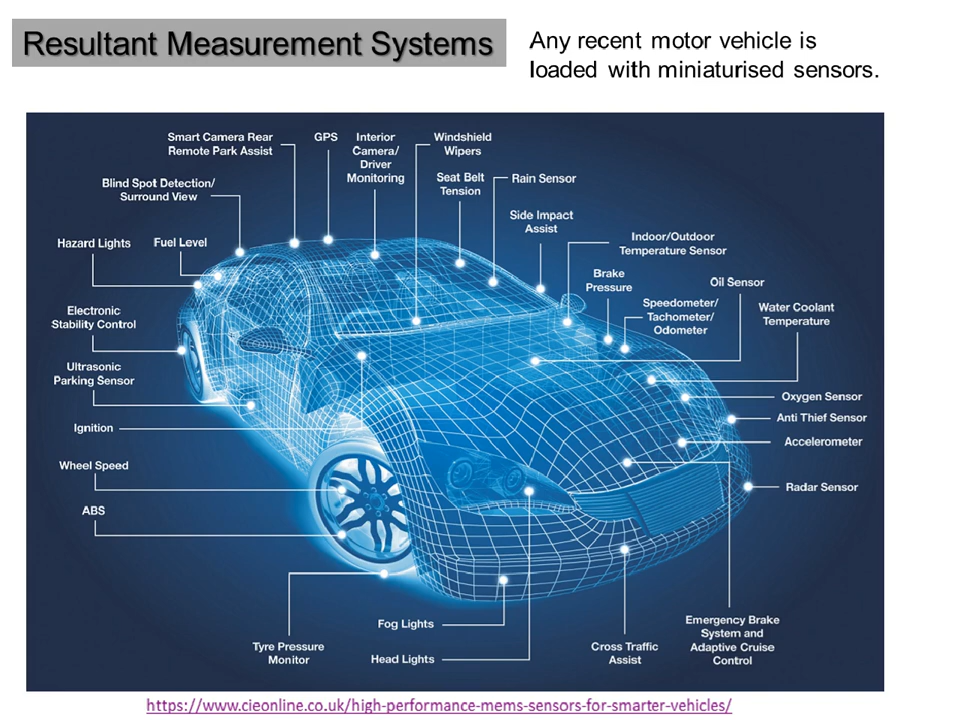 Resultant Measurement Systems
Any recent motor vehicle is
loaded with miniaturised sensors.
Smart Camera Rear
Remote Park Assist
GPS
Interior
Camera/
Driver
Monitoring
Windshield
Wipers
Seat Belt
Tension
Rain Sensor
Blind Spot Detection/
Surround View
Side Impact
Assist
Hazard Lights
Fuel Level
Indoor/Outdoor
Temperature Sensor
Brake
Pressure
Oil Sensor
Speedometer/
Tachometer/
Odometer
Water Coolant
Temperature
Electronic
Stability Control
Ultrasonic
Parking Sensor
Oxygen Sensor
Anti Thief Sensor
Ignition
Accelerometer
Wheel Speed
Radar Sensor
ABS
Fog Lights
Tyre Pressure
Monitor
Head Lights
Cross Traffic
Assist
Emergency Brake
System and
Adaptive Cruise
Control
https://www.cieonline.co.uk/high-performance-mems-sensors-for-smarter-vehicles/